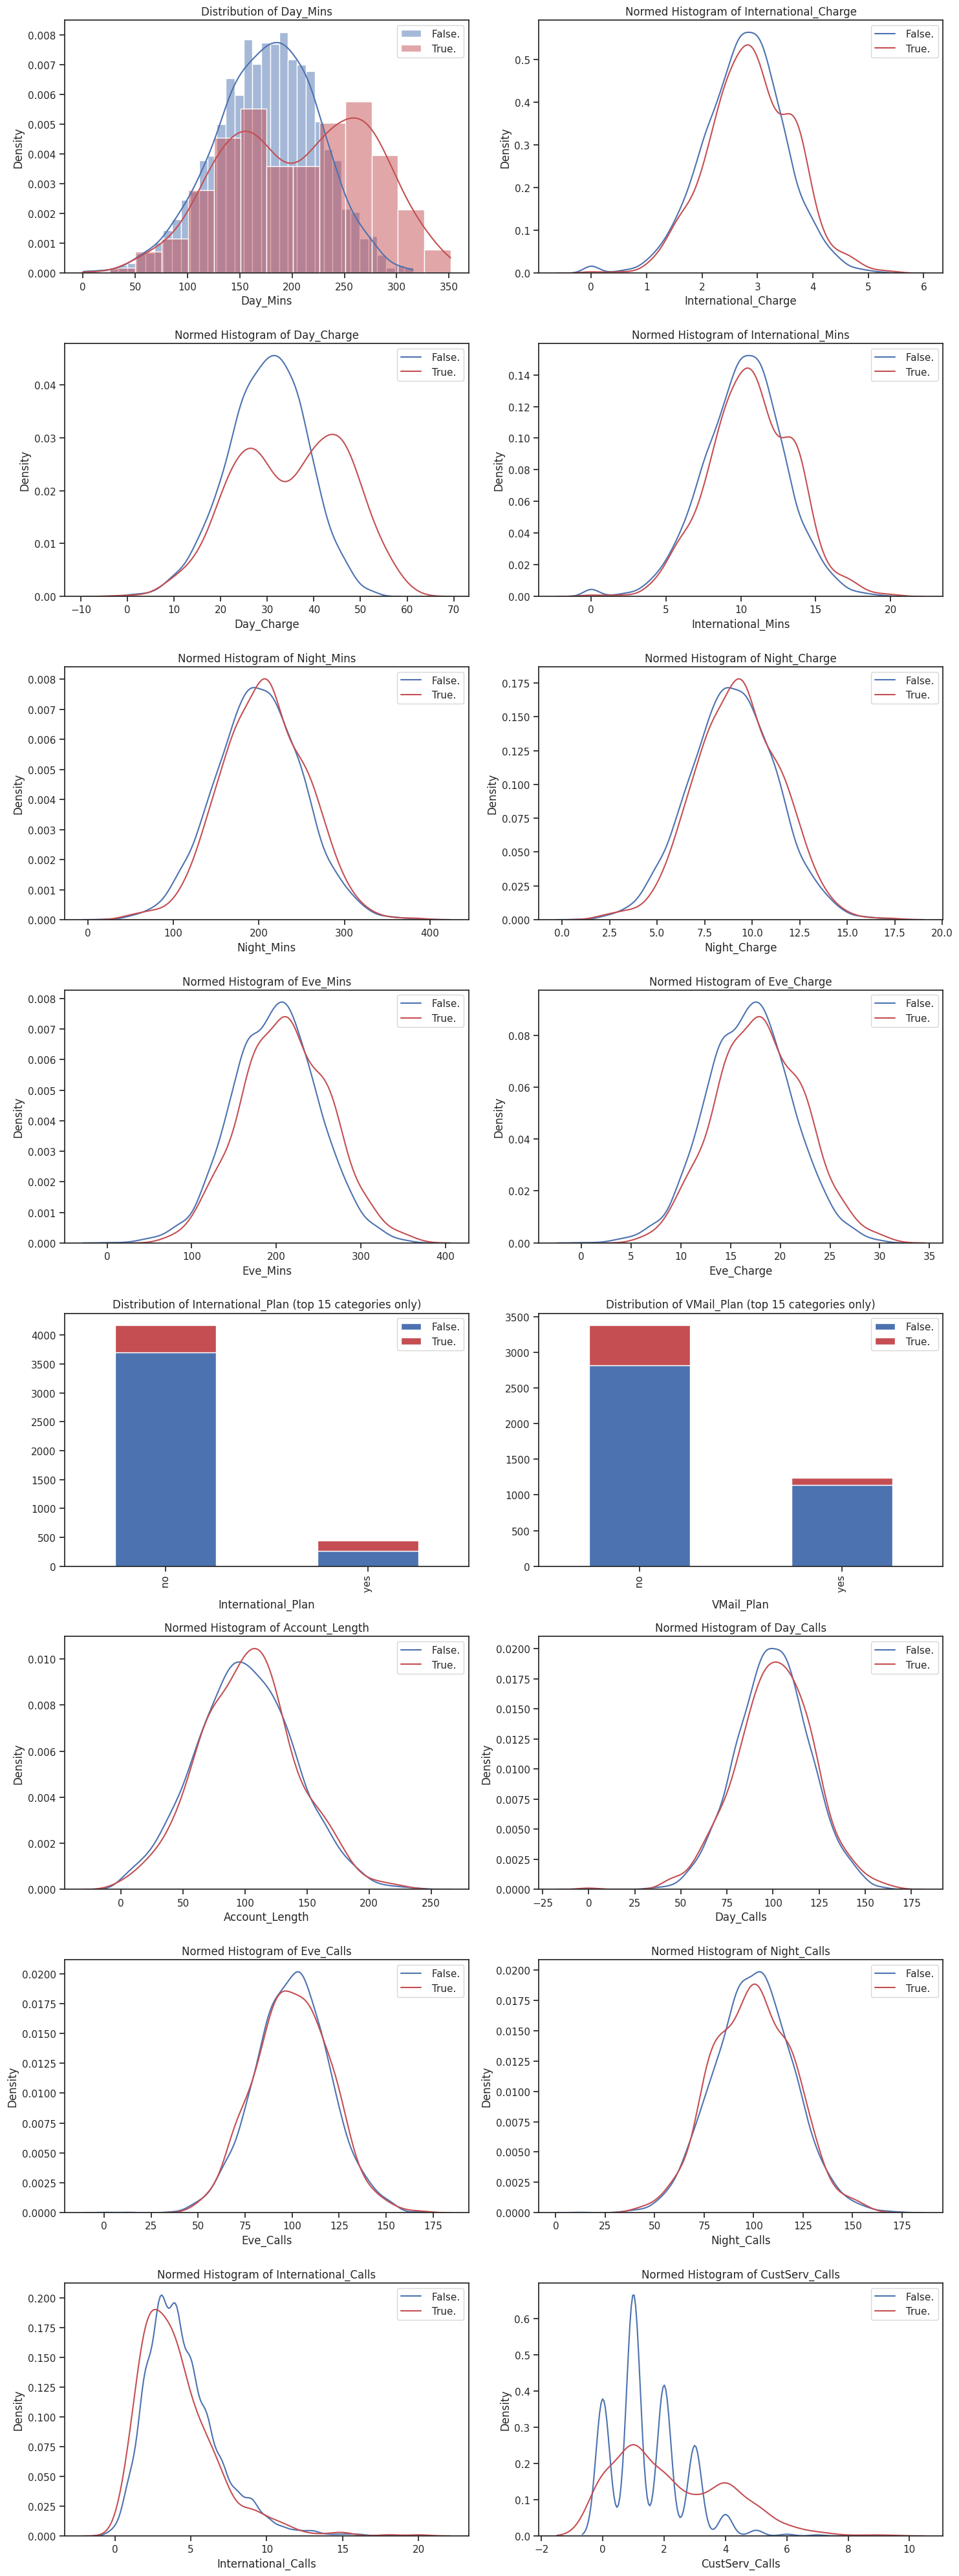 Distribution of Day_Mins
Density
0.008
0.007
0.006
0.005
0.004
0.003
0.002
0.001
0.000
False.
True.
0 50 100 150 200 250 300 350
Day_Mins
Normed Histogram of International_Charge
Density
0.5
0.4
0.3
0.2
0.1
0.0
False.
True.
0 1 2 3 4 5 6
International_Charge
Normed Histogram of Day_Charge
Density
0.04
0.03
0.02
0.01
0.00
False.
True.
−10 0 10 20 30 40 50 60 70
Day_Charge
Normed Histogram of International_Mins
Density
0.14
0.12
0.10
0.08
0.06
0.04
0.02
0.00
False.
True.
0 5 10 15 20
International_Mins
Normed Histogram of Night_Mins
Density
0.008
0.007
0.006
0.005
0.004
0.003
0.002
0.001
0.000
False.
True.
0 100 200 300 400
Night_Mins
Normed Histogram of Night_Charge
Density
0.175
0.150
0.125
0.100
0.075
0.050
0.025
0.000
False.
True.
0.0 2.5 5.0 7.5 10.0 12.5 15.0 17.5 20.0
Night_Charge
Normed Histogram of Eve_Mins
Density
0.008
0.007
0.006
0.005
0.004
0.003
0.002
0.001
0.000
False.
True.
0 100 200 300 400
Eve_Mins
Normed Histogram of Eve_Charge
Density
0.08
0.06
0.04
0.02
0.00
False.
True.
0 5 10 15 20 25 30 35
Eve_Charge
Distribution of International_Plan (top 15 categories only)
4000
3500
3000
2500
2000
1500
1000
500
0
False.
True.
no yes
International_Plan
Distribution of VMail_Plan (top 15 categories only)
3500
3000
2500
2000
1500
1000
500
0
False.
True.
no yes
VMail_Plan
Normed Histogram of Account_Length
Density
0.010
0.008
0.006
0.004
0.002
0.000
False.
True.
0 50 100 150 200 250
Account_Length
Normed Histogram of Day_Calls
Density
0.0200
0.0175
0.0150
0.0125
0.0100
0.0075
0.0050
0.0025
0.0000
False.
True.
−25 0 25 50 75 100 125 150 175
Day_Calls
Normed Histogram of Eve_Calls
Density
0.0200
0.0175
0.0150
0.0125
0.0100
0.0075
0.0050
0.0025
0.0000
False.
True.
0 25 50 75 100 125 150 175
Eve_Calls
Normed Histogram of Night_Calls
Density
0.0200
0.0175
0.0150
0.0125
0.0100
0.0075
0.0050
0.0025
0.0000
False.
True.
0 25 50 75 100 125 150 175
Night_Calls
Normed Histogram of International_Calls
Density
0.200
0.175
0.150
0.125
0.100
0.075
0.050
0.025
0.000
False.
True.
0 5 10 15 20
International_Calls
Normed Histogram of CustServ_Calls
Density
0.6
0.5
0.4
0.3
0.2
0.1
0.0
False.
True.
−2 0 2 4 6 8 10
CustServ_Calls